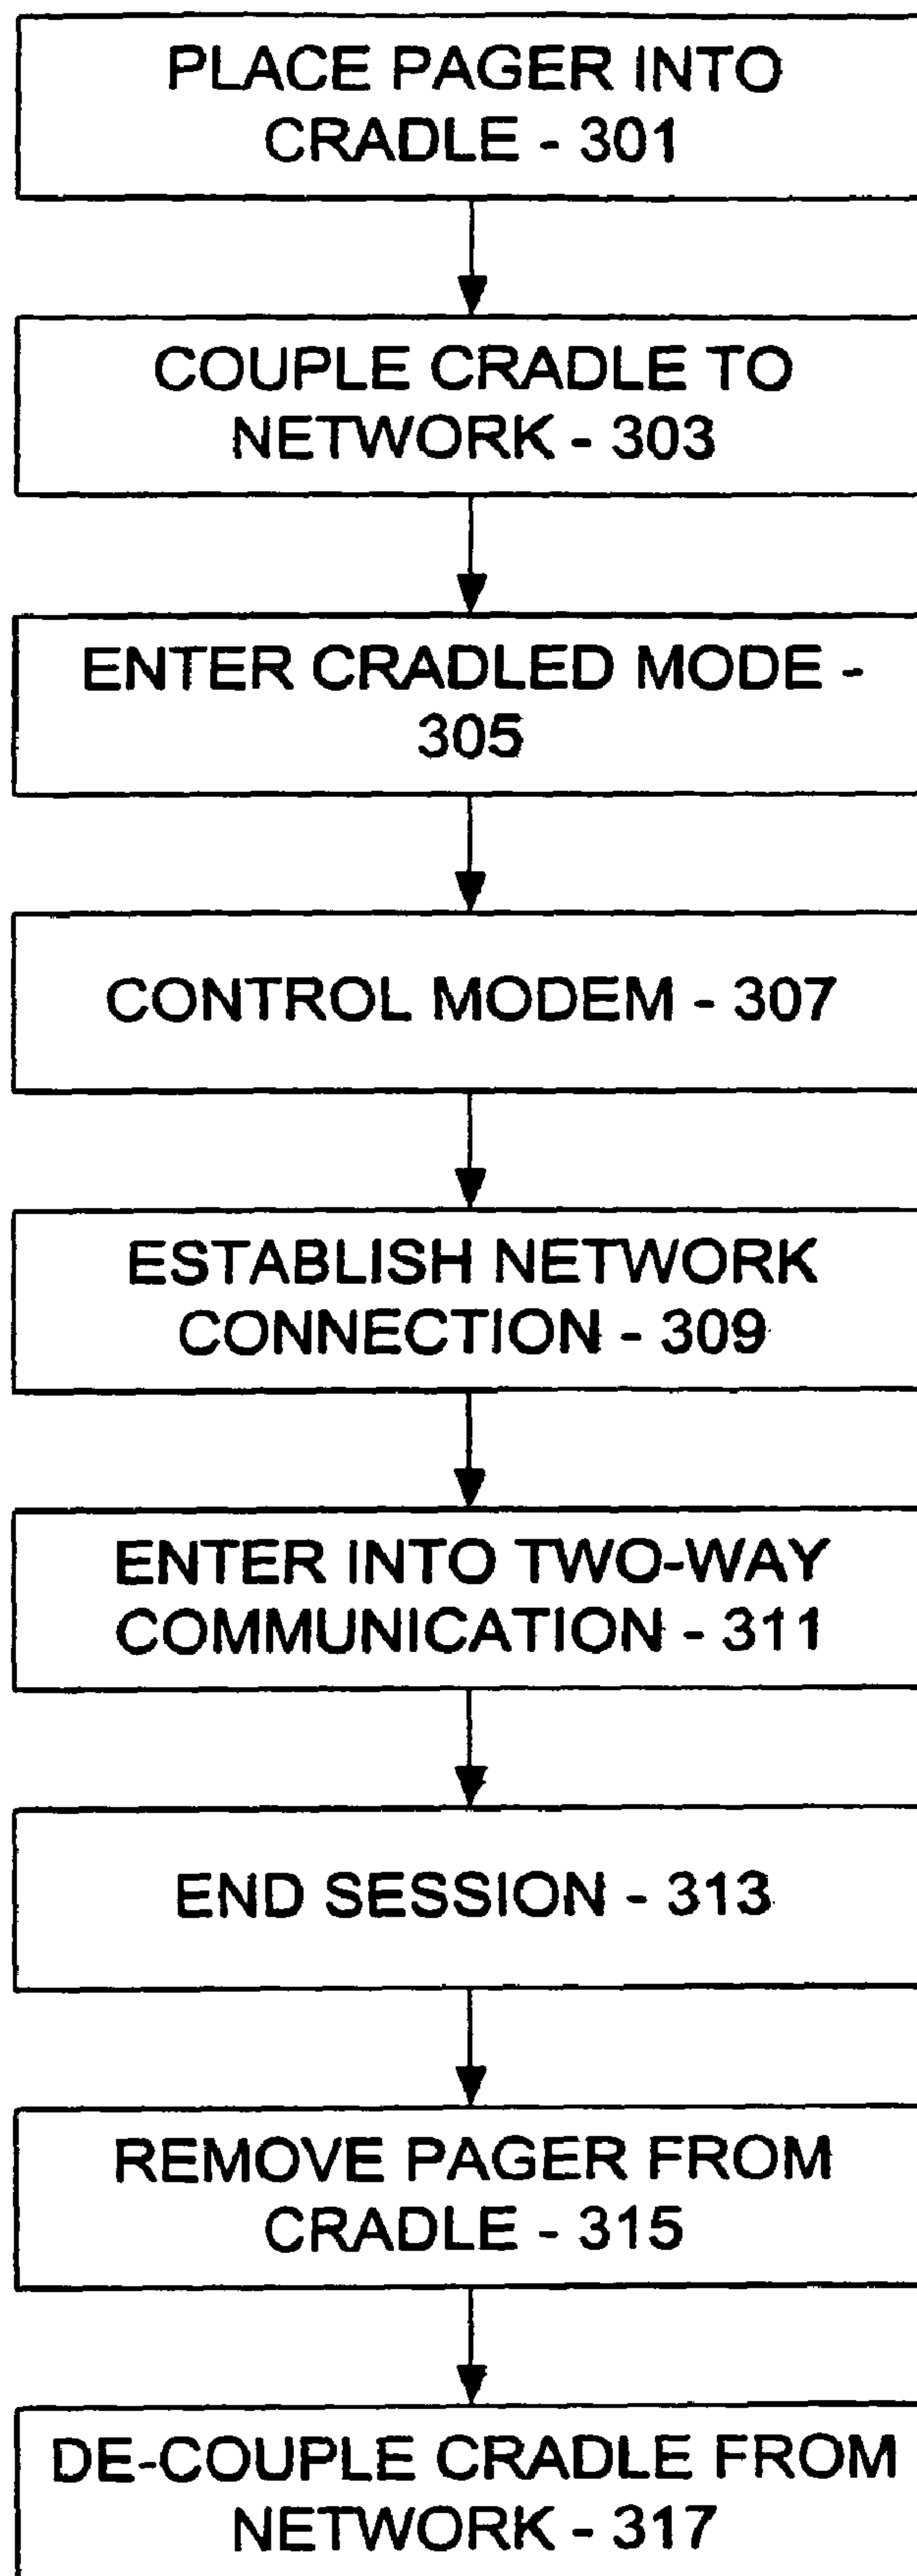 PLACE PAGER INTO
CRADLE - 301
COUPLE CRADLE TO
NETWORK - 303
ENTER CRADLED MODE -
305
CONTROL MODEM - 307
ESTABLISH NETWORK
CONNECTION - 309
ENTER INTO TWO-WAY
COMMUNICATION - 311
END SESSION - 313
REMOVE PAGER FROM
CRADLE - 315
DE-COUPLE CRADLE FROM
NETWORK - 317